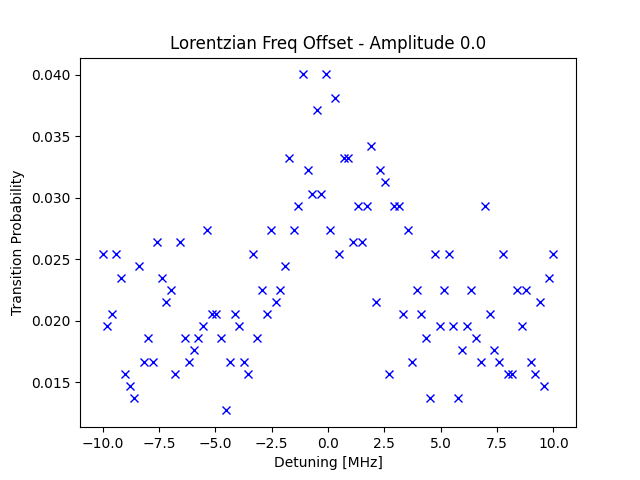 Lorentzian Freq Offset - Amplitude 0.0
Transition Probability
0.040
0.035
0.030
0.025
0.020
0.015
−10.0 −7.5 −5.0 −2.5 0.0 2.5 5.0 7.5 10.0
Detuning [MHz]